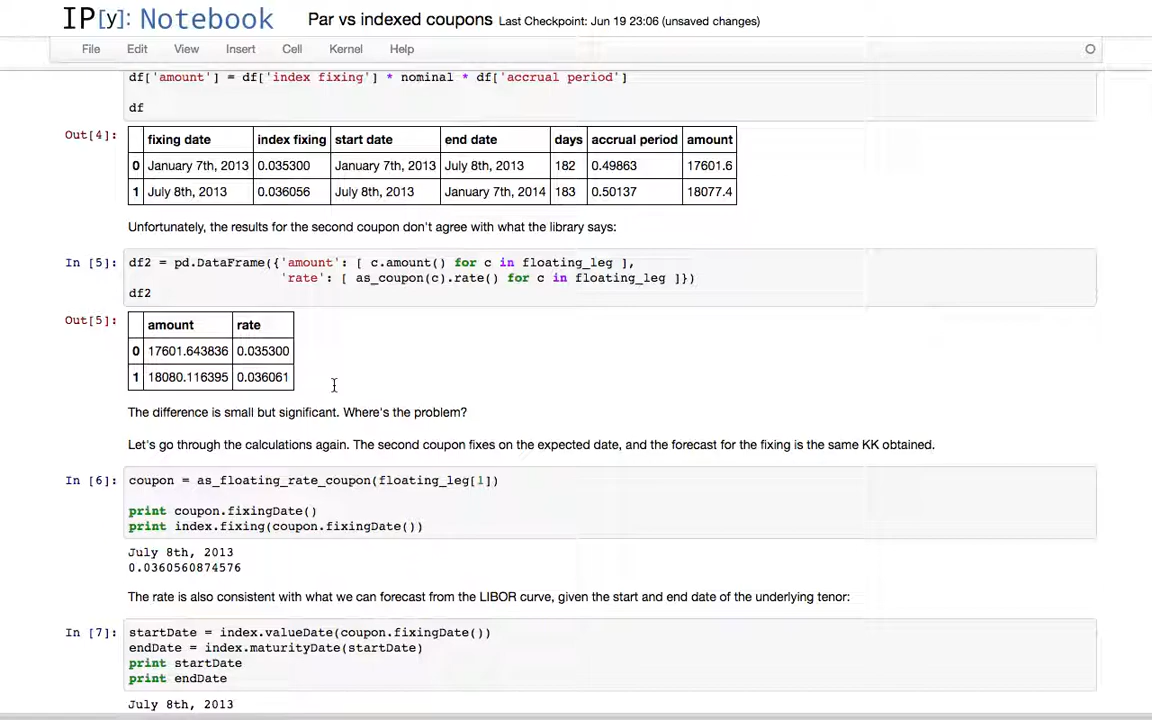 IP[y]: Notebook Par vs indexed coupons Last Checkpoint: Jun 19 23:06 (unsaved changes)
File Edit View Insert Cell Kernel Help
df['amount'] = df['index fixing'] * nominal * df['accrual period']
df
Out[4]:
fixing date index fixing start date end date days accrual period amount
0 January 7th, 2013 0.035300 January 7th, 2013 July 8th, 2013 182 0.49863 17601.6
1 July 8th, 2013 0.036056 July 8th, 2013 January 7th, 2014 183 0.50137 18077.4
Unfortunately, the results for the second coupon don't agree with what the library says:
In [5]: df2 = pd.DataFrame({'amount': [ c.amount() for c in floating_leg ],
'rate': [ as_coupon(c).rate() for c in floating_leg ]})
df2
Out[5]:
amount rate
0 17601.643836 0.035300
1 18080.116395 0.036061
The difference is small but significant. Where's the problem?
Let's go through the calculations again. The second coupon fixes on the expected date, and the forecast for the fixing is the same KK obtained.
In [6]: coupon = as_floating_rate_coupon(floating_leg[1])
print coupon.fixingDate()
print index.fixing(coupon.fixingDate())
July 8th, 2013
0.0360560874576
The rate is also consistent with what we can forecast from the LIBOR curve, given the start and end date of the underlying tenor:
In [7]: startDate = index.valueDate(coupon.fixingDate())
endDate = index.maturityDate(startDate)
print startDate
print endDate
July 8th, 2013